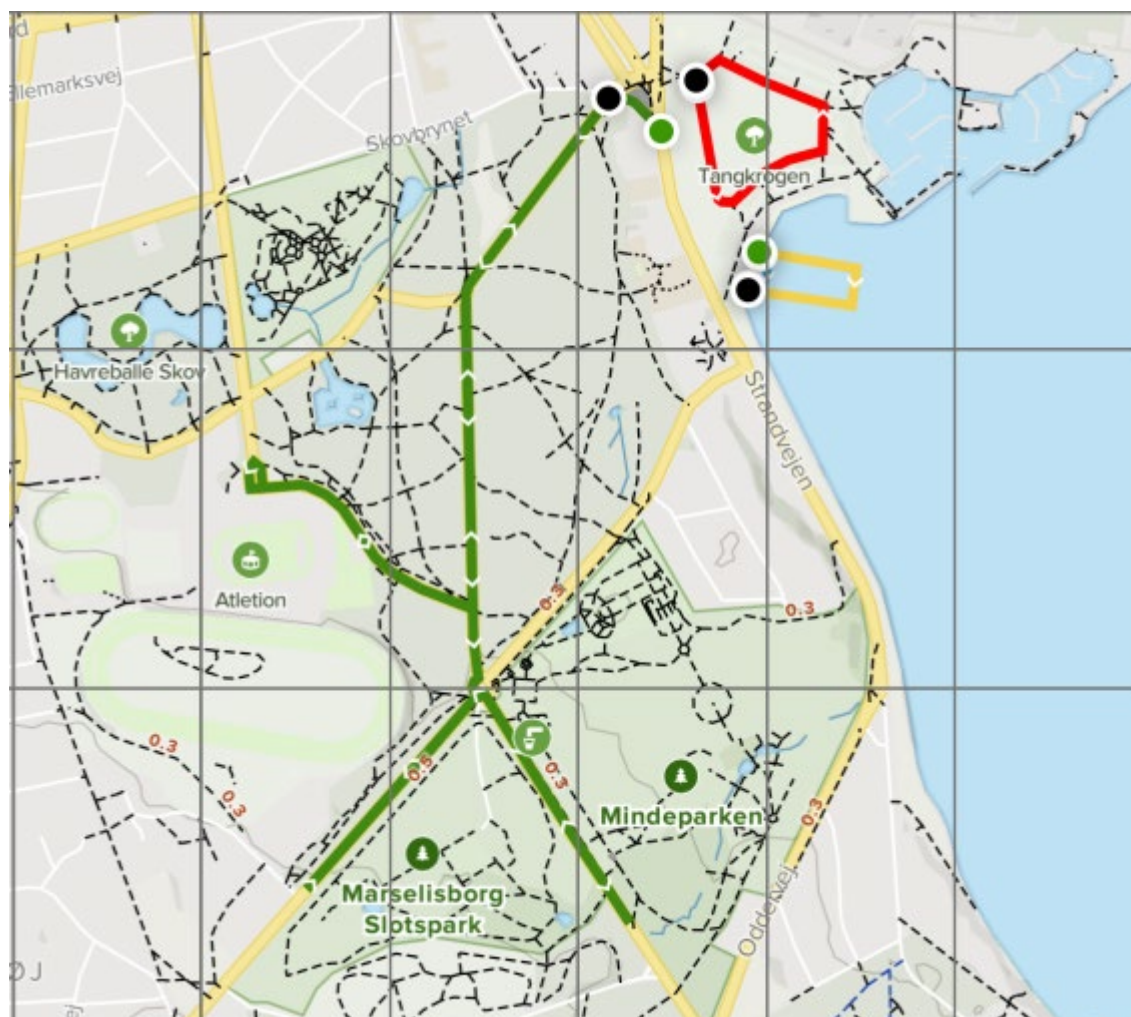 llemarksvej
Skovbrynet
Tangkrogen
Havreballe Skov
Strandvejen
Atletion
0.3
0.3
0.3
0.5
0.3
0.3
0.3
Mindeparken
Marselisborg
Slotspark
Oddervej
ØJ